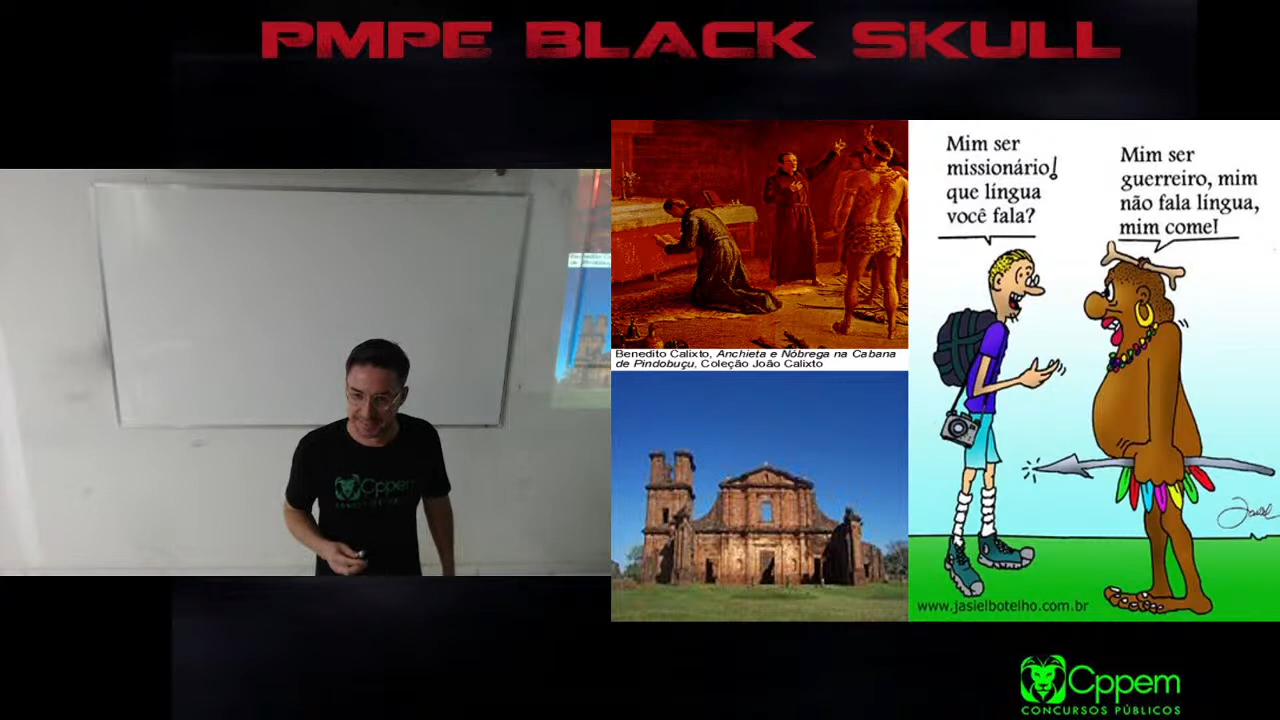 PMPE BLACK SKULL
Mim ser
missionário!
que língua
você fala?
Mim ser
guerreiro, mim
não fala língua,
mim come!
Benedito Calixto, Anchieta e Nóbrega na Cabana
de Pindobuçu, Coleção João Calixto
Cppem
www.jasielbotelho.com.br
Cppem
CONCURSOS PÚBLICOS